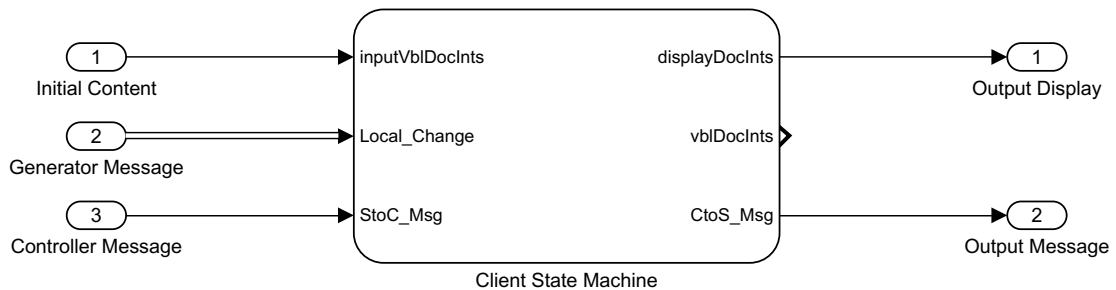 1
Initial Content
2
Generator Message
3
Controller Message
inputVblDocInts
Local_Change
StoC_Msg
displayDocInts
vblDocInts
CtoS_Msg
Client State Machine
1
Output Display
2
Output Message